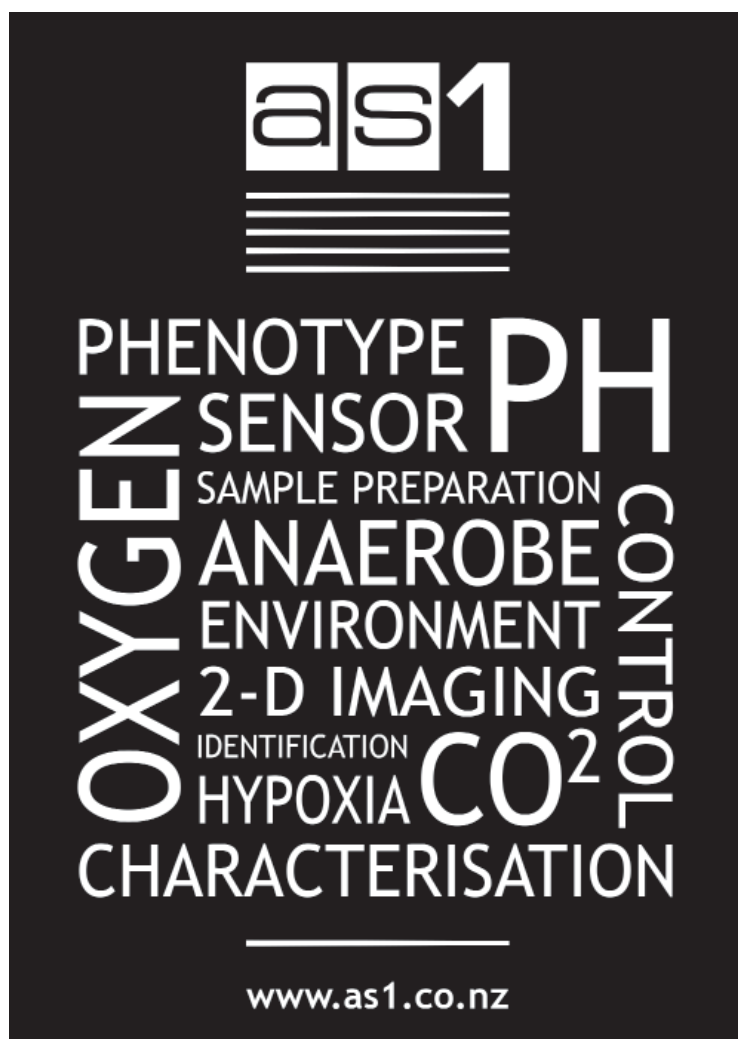 as1
PHENOTYPE
PH
OXYGEN
SENSOR
SAMPLE PREPARATION
CONTROL
ANAEROBE
ENVIRONMENT
2-D IMAGING
IDENTIFICATION
CO²
HYPOXIA
CHARACTERISATION
www.as1.co.nz